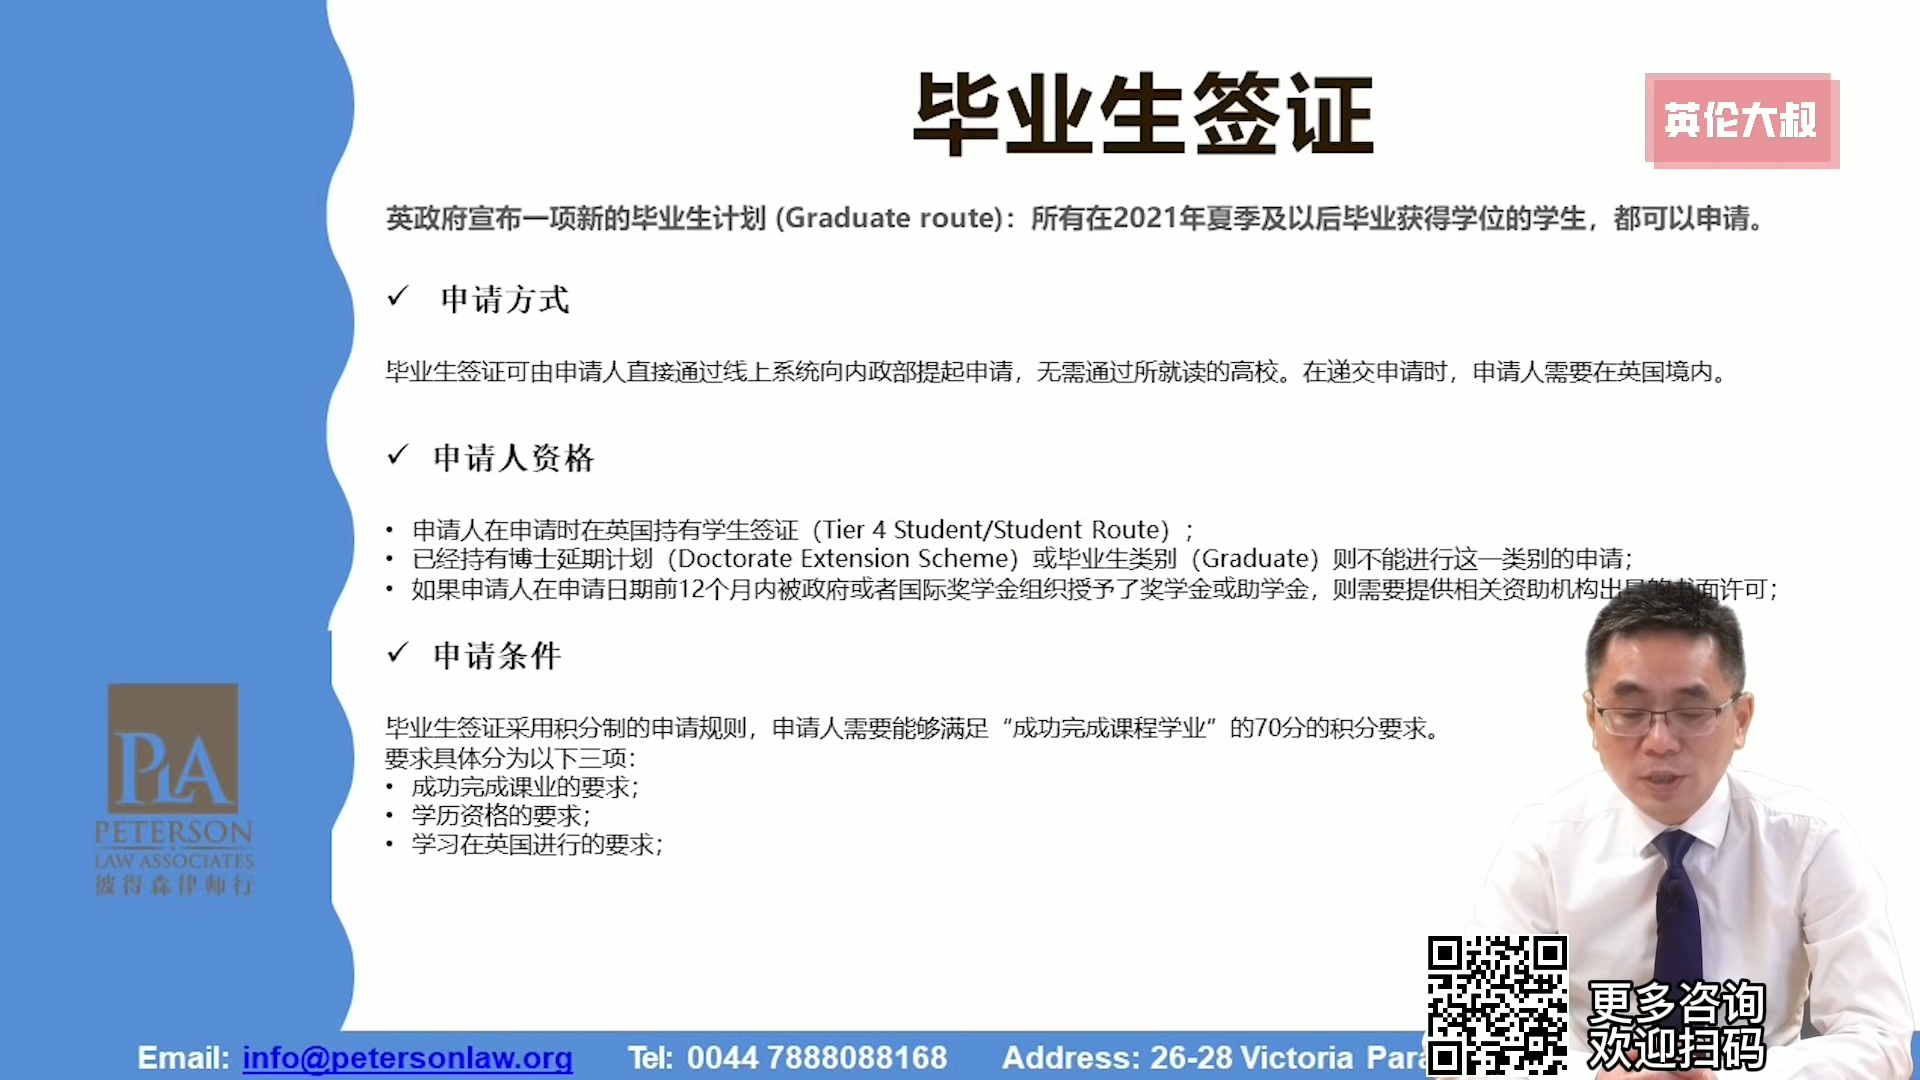 毕业生签证
英伦大叔
英政府宣布一项新的毕业生计划 (Graduate route)：所有在2021年夏季及以后毕业获得学位的学生，都可以申请。
✓ 申请方式
毕业生签证可由申请人直接通过线上系统向内政部提起申请，无需通过所就读的高校。在递交申请时，申请人需要在英国境内。
✓ 申请人资格
• 申请人在申请时在英国持有学生签证（Tier 4 Student/Student Route）;
• 已经持有博士延期计划（Doctorate Extension Scheme）或毕业生类别（Graduate）则不能进行这一类别的申请；
• 如果申请人在申请日期前12个月内被政府或者国际奖学金组织授予了奖学金或助学金，则需要提供相关资助机构出具的书面许可；
✓ 申请条件
毕业生签证采用积分制的申请规则，申请人需要能够满足“成功完成课程学业”的70分的积分要求。
要求具体分为以下三项：
• 成功完成课业的要求；
• 学历资格的要求；
• 学习在英国进行的要求；
PLA
PETERSON
LAW ASSOCIATES
彼得森律师行
更多咨询
欢迎扫码
Email: info@petersonlaw.org Tel: 0044 7888088168 Address: 26-28 Victoria